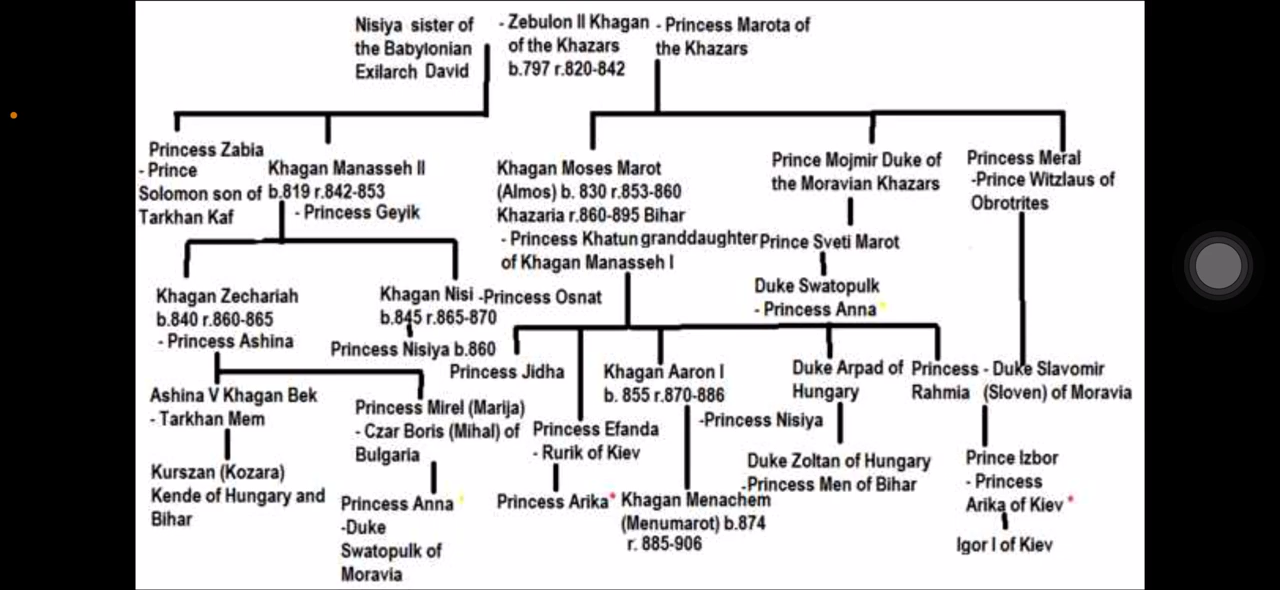 Nisiya sister of
the Babylonian
Exilarch David
- Zebulon II Khagan
of the Khazars
b.797 r.820-842
- Princess Marota of
the Khazars
Princess Zabia
- Prince
Solomon son of
Tarkhan Kaf
Khagan Manasseh II
b.819 r.842-853
- Princess Geyik
Khagan Moses Marot
(Almos) b. 830 r.853-860
Khazaria r.860-895 Bihar
- Princess Khatun granddaughter
of Khagan Manasseh I
Prince Mojmir Duke of
the Moravian Khazars
Princess Meral
-Prince Witzlaus of
Obrotrites
Prince Sveti Marot
Duke Swatopulk
- Princess Anna *
Khagan Zechariah
b.840 r.860-865
- Princess Ashina
Khagan Nisi -Princess Osnat
b.845 r.865-870
Princess Nisiya b.860
Princess Jidha
Khagan Aaron I
b. 855 r.870-886
-Princess Nisiya
Duke Arpad of
Hungary
Princess
Rahmia
- Duke Slavomir
(Sloven) of Moravia
Ashina V Khagan Bek
- Tarkhan Mem
Princess Mirel (Marija)
- Czar Boris (Mihal) of
Bulgaria
Princess Efanda
- Rurik of Kiev
Duke Zoltan of Hungary
-Princess Men of Bihar
Prince Izbor
- Princess
Arika of Kiev *
Kurszan (Kozara)
Kende of Hungary and
Bihar
Princess Anna *
-Duke
Swatopulk of
Moravia
Princess Arika*
Khagan Menachem
(Menumarot) b.874
r. 885-906
Igor I of Kiev